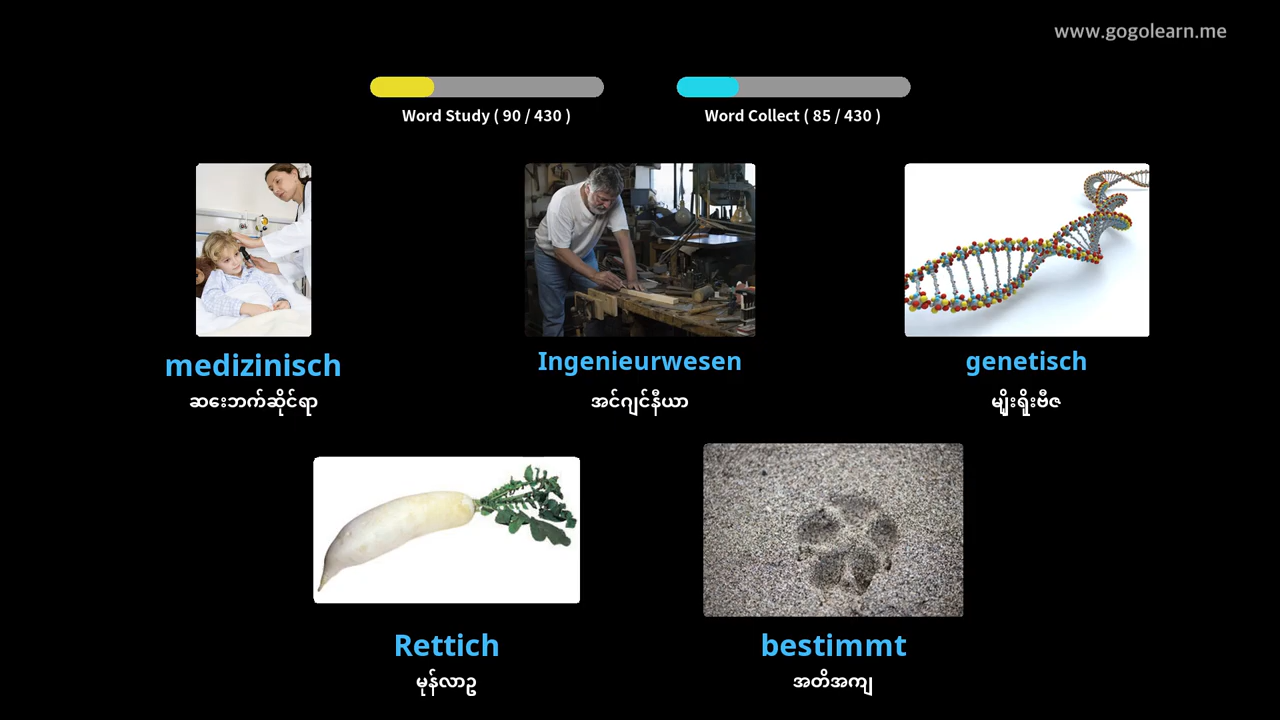 www.gogolearn.me
Word Study ( 90 / 430 )
Word Collect ( 85 / 430 )
medizinisch
ဆေးဘက်ဆိုင်ရာ
Ingenieurwesen
အင်ဂျင်နီယာ
genetisch
မျိုးရိုးဗီဇ
Rettich
မုန်လာဥ
bestimmt
အတိအကျ